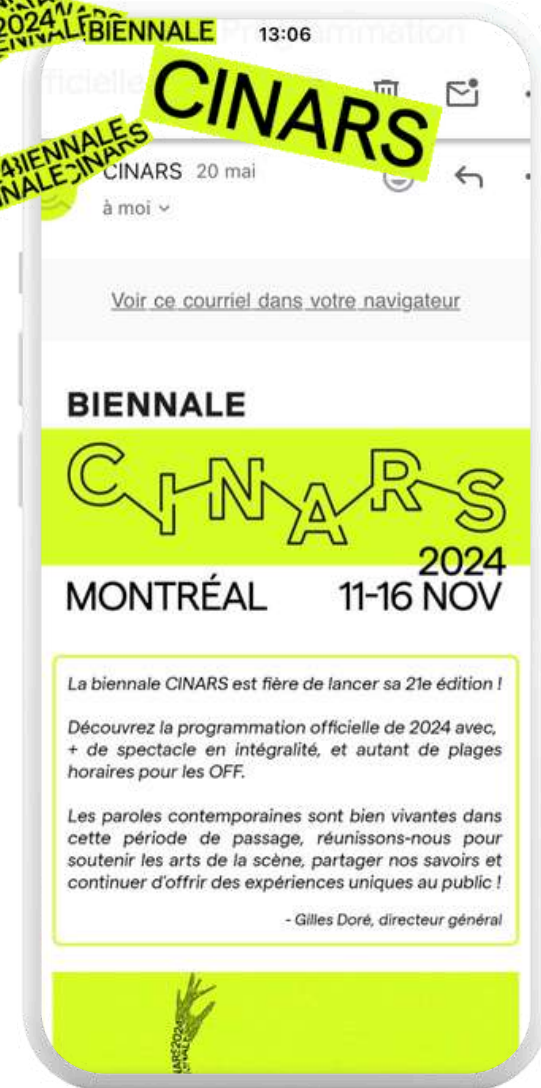 2024
BIENNALE
BIENNALE
CINARS
13:06
BIENNALE
CINARS
CINARS 20 mai
à moi
Voir ce courriel dans votre navigateur
BIENNALE
CINARS
2024
MONTRÉAL 11-16 NOV
La biennale CINARS est fière de lancer sa 21e édition !
Découvrez la programmation officielle de 2024 avec,
+ de spectacle en intégralité, et autant de plages
horaires pour les OFF.
Les paroles contemporaines sont bien vivantes dans
cette période de passage, réunissons-nous pour
soutenir les arts de la scène, partager nos savoirs et
continuer d'offrir des expériences uniques au public !
- Gilles Doré, directeur général